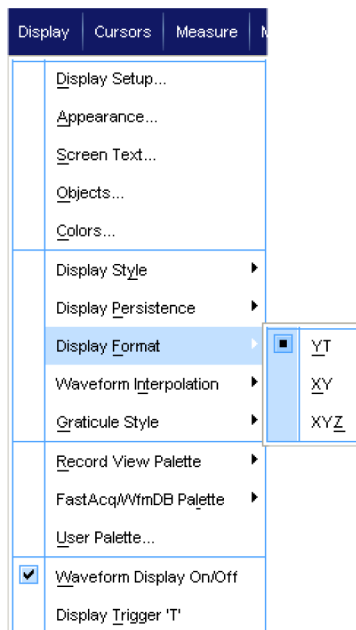 Display Cursors Measure
Display Setup...
Appearance...
Screen Text...
Objects...
Colors...
Display Style
Display Persistence
Display Format
YT
Waveform Interpolation
XY
Graticule Style
XYZ
Record View Palette
FastAcq/WfmDB Palette
User Palette...
Waveform Display On/Off
Display Trigger 'T'